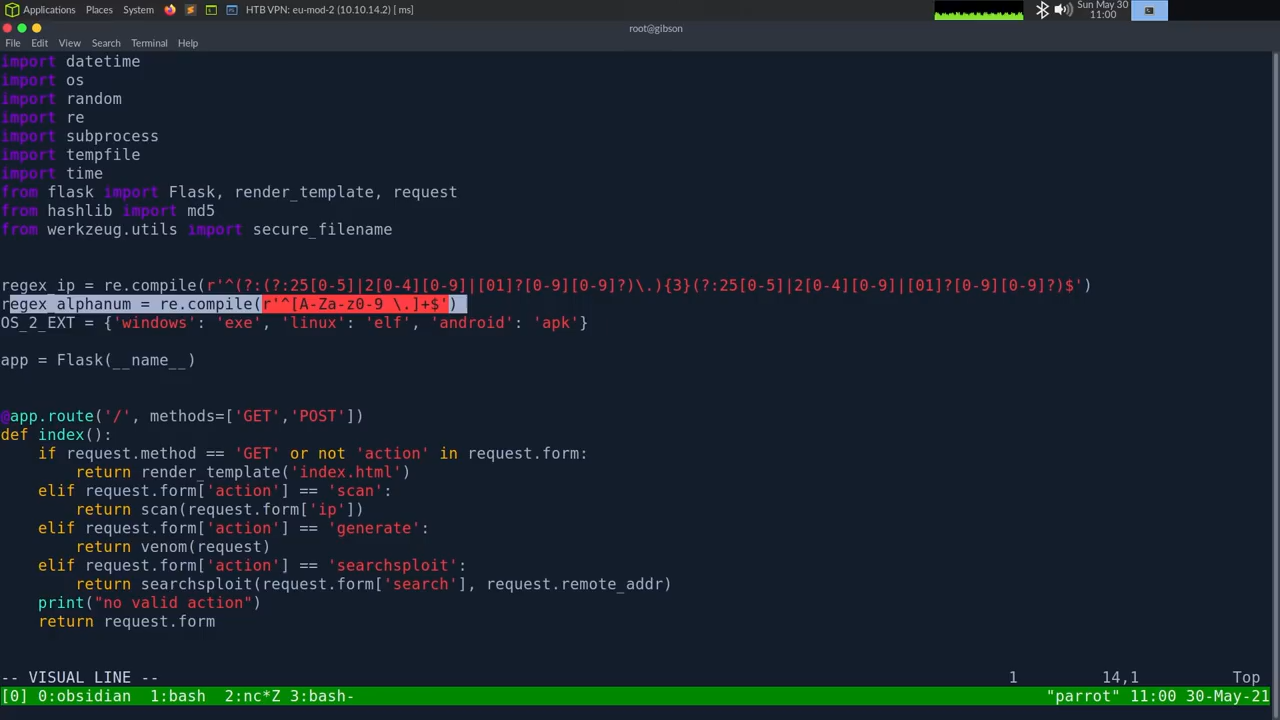 Applications Places System HTB VPN: eu-mod-2 (10.10.14.2) [ ms] Sun May 30
11:00
root@gibson
File Edit View Search Terminal Help
import datetime
import os
import random
import re
import subprocess
import tempfile
import time
from flask import Flask, render_template, request
from hashlib import md5
from werkzeug.utils import secure_filename
regex_ip = re.compile(r'^(?:(?:25[0-5]|2[0-4][0-9]|[01]?[0-9][0-9]?)\.){3}(?:25[0-5]|2[0-4][0-9]|[01]?[0-9][0-9]?)$')
regex_alphanum = re.compile(r'^[A-Za-z0-9 \.]+$')
OS_2_EXT = {'windows': 'exe', 'linux': 'elf', 'android': 'apk'}
app = Flask(__name__)
@app.route('/', methods=['GET','POST'])
def index():
    if request.method == 'GET' or not 'action' in request.form:
        return render_template('index.html')
    elif request.form['action'] == 'scan':
        return scan(request.form['ip'])
    elif request.form['action'] == 'generate':
        return venom(request)
    elif request.form['action'] == 'searchsploit':
        return searchsploit(request.form['search'], request.remote_addr)
    print("no valid action")
    return request.form
-- VISUAL LINE -- 1 14,1 Top
[0] 0:obsidian 1:bash 2:nc*Z 3:bash- "parrot" 11:00 30-May-21